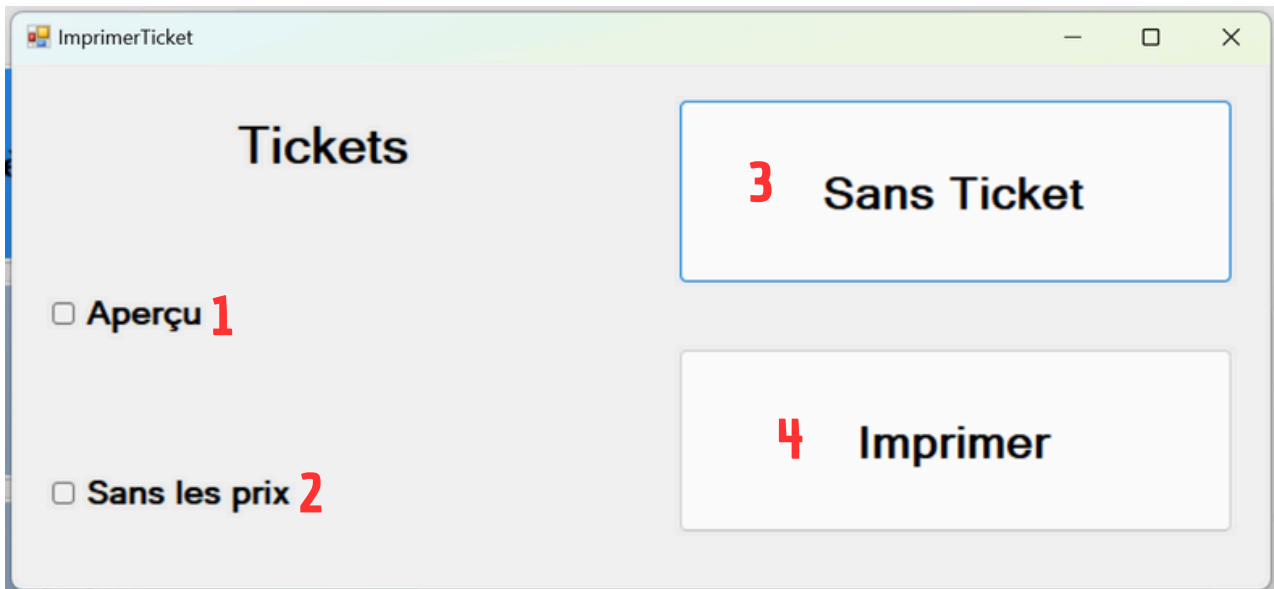 ImprimerTicket
Tickets
3 Sans Ticket
Aperçu 1
4 Imprimer
Sans les prix 2